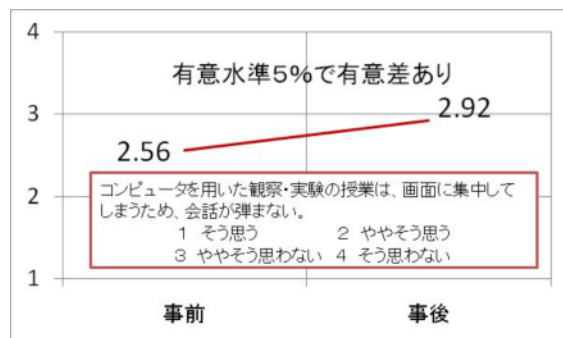 4
有意水準5%で有意差あり
3
2.92
2.56
コンピュータを用いた観察・実験の授業は、画面に集中して
しまうため、会話が弾まない。
1 そう思う 2 ややそう思う
3 ややそう思わない 4 そう思わない
2
1
事前 事後